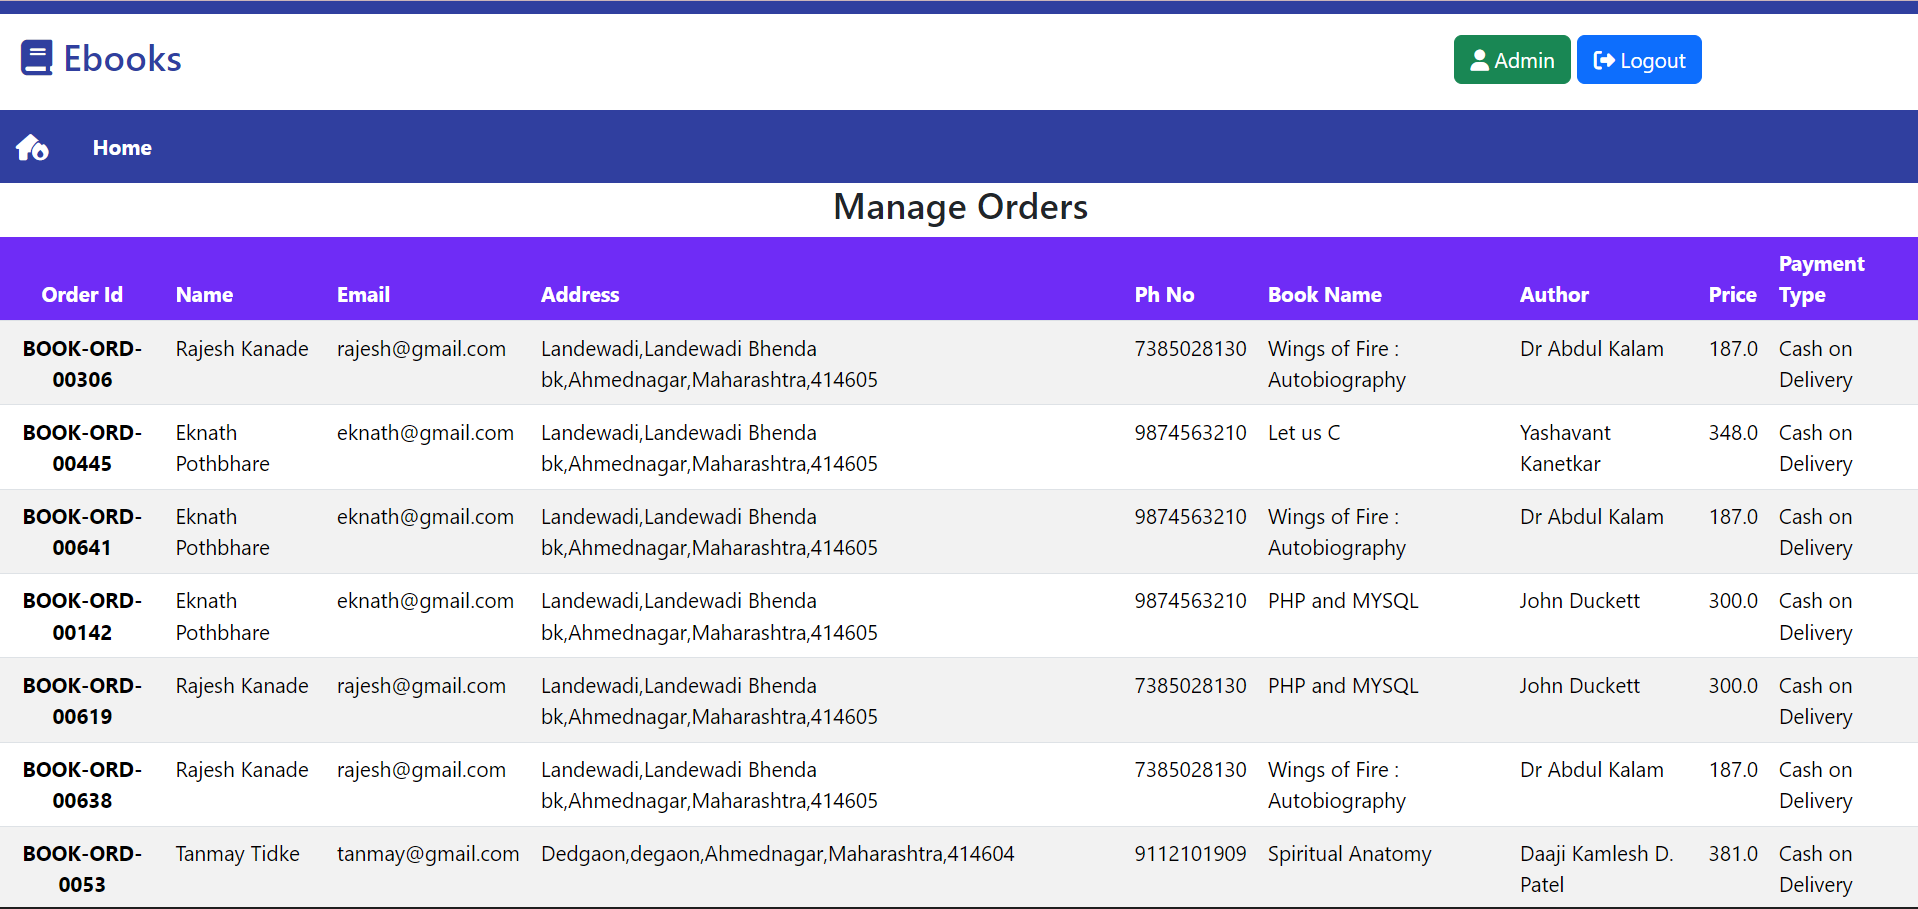 Ebooks
Admin
Logout
Home
Manage Orders
Order Id Name Email Address Ph No Book Name Author Price Payment Type
BOOK-ORD-00306 Rajesh Kanade rajesh@gmail.com Landewadi,Landewadi Bhenda bk,Ahmednagar,Maharashtra,414605 7385028130 Wings of Fire : Autobiography Dr Abdul Kalam 187.0 Cash on Delivery
BOOK-ORD-00445 Eknath Pothbhare eknath@gmail.com Landewadi,Landewadi Bhenda bk,Ahmednagar,Maharashtra,414605 9874563210 Let us C Yashavant Kanetkar 348.0 Cash on Delivery
BOOK-ORD-00641 Eknath Pothbhare eknath@gmail.com Landewadi,Landewadi Bhenda bk,Ahmednagar,Maharashtra,414605 9874563210 Wings of Fire : Autobiography Dr Abdul Kalam 187.0 Cash on Delivery
BOOK-ORD-00142 Eknath Pothbhare eknath@gmail.com Landewadi,Landewadi Bhenda bk,Ahmednagar,Maharashtra,414605 9874563210 PHP and MYSQL John Duckett 300.0 Cash on Delivery
BOOK-ORD-00619 Rajesh Kanade rajesh@gmail.com Landewadi,Landewadi Bhenda bk,Ahmednagar,Maharashtra,414605 7385028130 PHP and MYSQL John Duckett 300.0 Cash on Delivery
BOOK-ORD-00638 Rajesh Kanade rajesh@gmail.com Landewadi,Landewadi Bhenda bk,Ahmednagar,Maharashtra,414605 7385028130 Wings of Fire : Autobiography Dr Abdul Kalam 187.0 Cash on Delivery
BOOK-ORD-0053 Tanmay Tidke tanmay@gmail.com Dedgaon,degaon,Ahmednagar,Maharashtra,414604 9112101909 Spiritual Anatomy Daaji Kamlesh D. Patel 381.0 Cash on Delivery